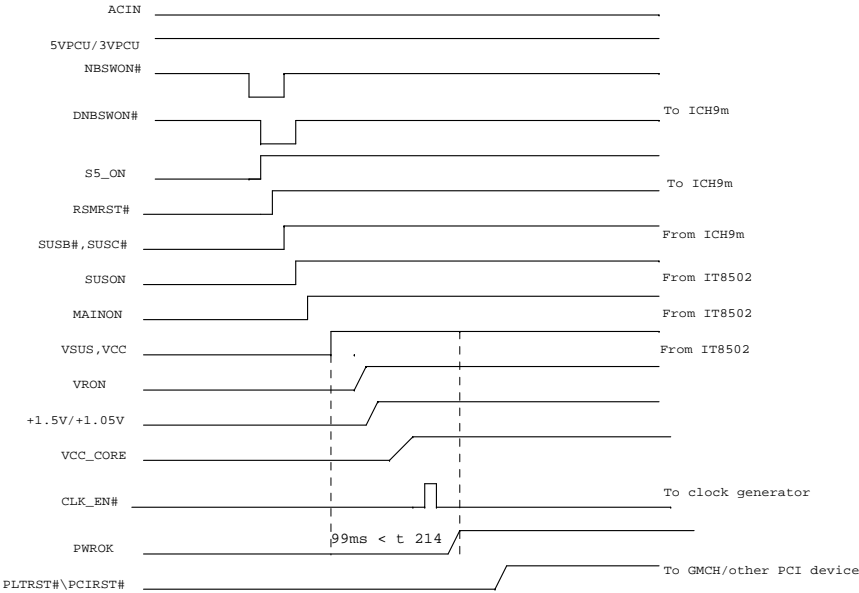 ACIN
5VPCU/3VPCU
NBSWON#
DNBSWON# To ICH9m
S5_ON To ICH9m
RSMRST#
SUSB#,SUSC# From ICH9m
SUSON From IT8502
MAINON From IT8502
VSUS,VCC From IT8502
VRON
+1.5V/+1.05V
VCC_CORE
CLK_EN# To clock generator
99ms < t 214
PWROK
PLTRST#\PCIRST# To GMCH/other PCI device